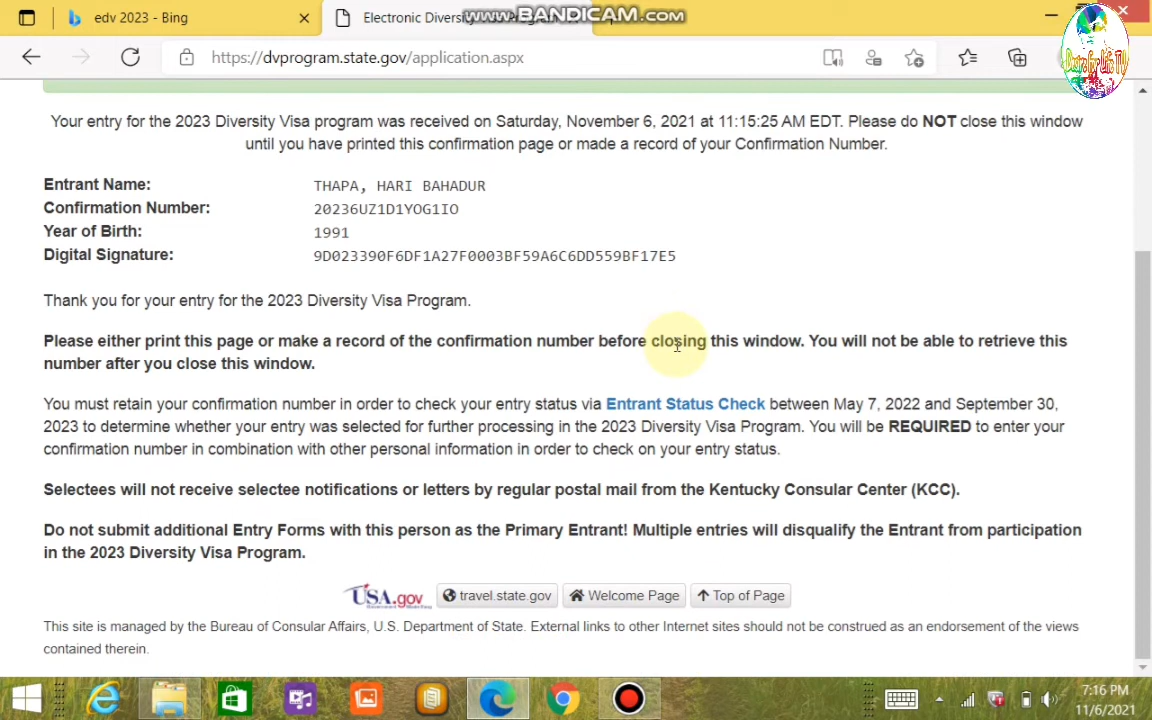 edv 2023 - Bing
Electronic Diversi
WWW.BANDICAM.COM
https://dvprogram.state.gov/application.aspx
Your entry for the 2023 Diversity Visa program was received on Saturday, November 6, 2021 at 11:15:25 AM EDT. Please do NOT close this window
until you have printed this confirmation page or made a record of your Confirmation Number.
Entrant Name: THAPA, HARI BAHADUR
Confirmation Number: 20236UZ1D1YOG1IO
Year of Birth: 1991
Digital Signature: 9D023390F6DF1A27F0003BF59A6C6DD559BF17E5
Thank you for your entry for the 2023 Diversity Visa Program.
Please either print this page or make a record of the confirmation number before closing this window. You will not be able to retrieve this
number after you close this window.
You must retain your confirmation number in order to check your entry status via Entrant Status Check between May 7, 2022 and September 30,
2023 to determine whether your entry was selected for further processing in the 2023 Diversity Visa Program. You will be REQUIRED to enter your
confirmation number in combination with other personal information in order to check on your entry status.
Selectees will not receive selectee notifications or letters by regular postal mail from the Kentucky Consular Center (KCC).
Do not submit additional Entry Forms with this person as the Primary Entrant! Multiple entries will disqualify the Entrant from participation
in the 2023 Diversity Visa Program.
USA.gov travel.state.gov Welcome Page Top of Page
This site is managed by the Bureau of Consular Affairs, U.S. Department of State. External links to other Internet sites should not be construed as an endorsement of the views
contained therein.
7:16 PM
11/6/2021